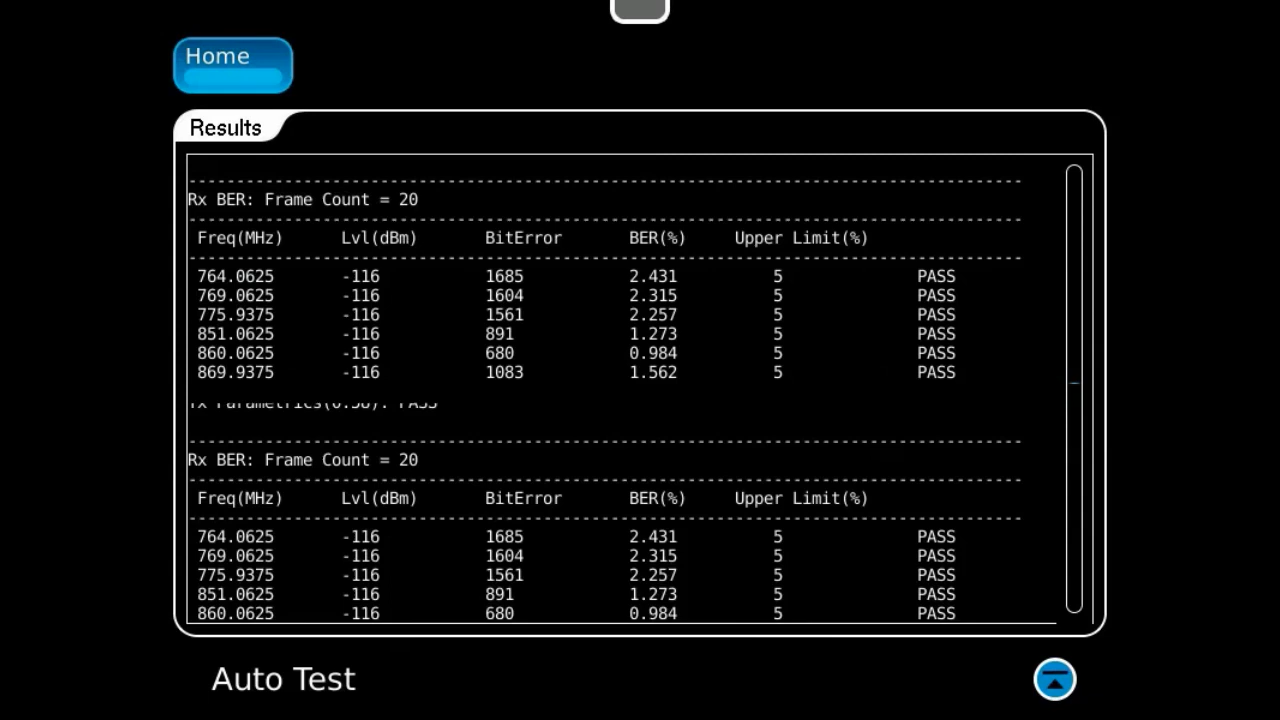 Home
Results
--------------------------------------------------------------------------------------
Rx BER: Frame Count = 20
--------------------------------------------------------------------------------------
Freq(MHz) Lvl(dBm) BitError BER(%) Upper Limit(%)
--------------------------------------------------------------------------------------
764.0625 -116 1685 2.431 5 PASS
769.0625 -116 1604 2.315 5 PASS
775.9375 -116 1561 2.257 5 PASS
851.0625 -116 891 1.273 5 PASS
860.0625 -116 680 0.984 5 PASS
869.9375 -116 1083 1.562 5 PASS
--------------------------------------------------------------------------------------
Rx BER: Frame Count = 20
--------------------------------------------------------------------------------------
Freq(MHz) Lvl(dBm) BitError BER(%) Upper Limit(%)
--------------------------------------------------------------------------------------
764.0625 -116 1685 2.431 5 PASS
769.0625 -116 1604 2.315 5 PASS
775.9375 -116 1561 2.257 5 PASS
851.0625 -116 891 1.273 5 PASS
860.0625 -116 680 0.984 5 PASS
Auto Test